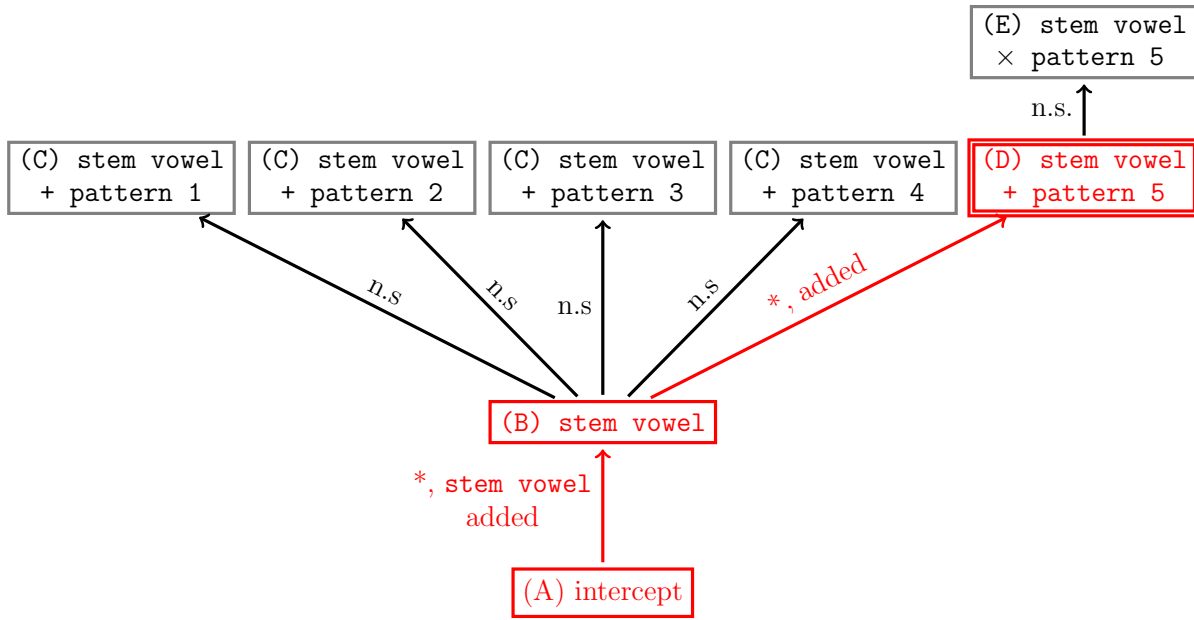 (E) stem vowel
× pattern 5
n.s.
(C) stem vowel
+ pattern 1
(C) stem vowel
+ pattern 2
(C) stem vowel
+ pattern 3
(C) stem vowel
+ pattern 4
(D) stem vowel
+ pattern 5
n.s
n.s
n.s
n.s
*, added
(B) stem vowel
*, stem vowel
added
(A) intercept